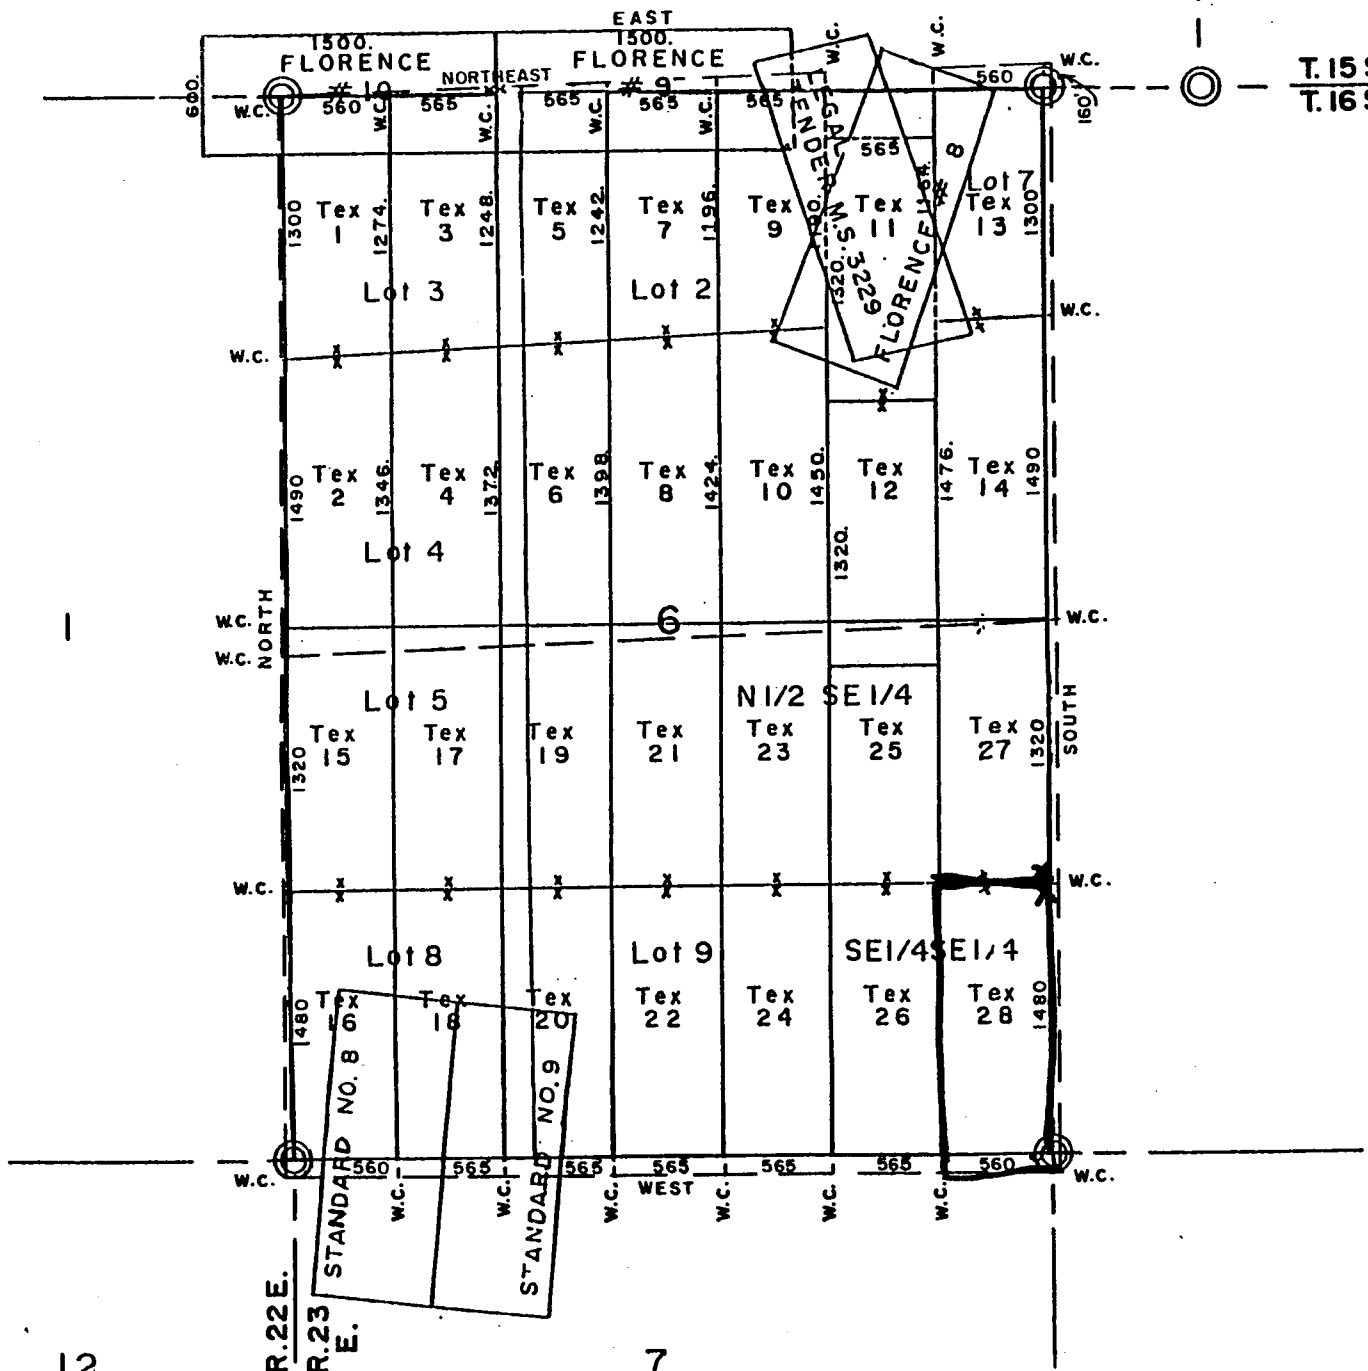 EAST
1500. 1500.
FLORENCE FLORENCE
# 10 NORTHEAST # 9
600.
W.C. W.C. W.C.
560 565 565 565 565 560
W.C. W.C. W.C. W.C.
160
T. 15 S
T. 16 S
LEGAL TENDER M.S. 3229
FLORENCE # 8
565
Lot 7
1300 Tex 1 1274. Tex 3 1248. Tex 5 1242. Tex 7 1196. Tex 9 Tex 11 Tex 13 1300
Lot 3 Lot 2 1320.
W.C.
W.C.
1490 Tex 2 1346. Tex 4 1372. Tex 6 1398. Tex 8 1424. Tex 10 1450. Tex 12 1476. Tex 14 1490
Lot 4 1320.
1 W.C. NORTH 6 W.C.
W.C.
Lot 5 N 1/2 SE 1/4 SOUTH
1320 Tex 15 Tex 17 Tex 19 Tex 21 Tex 23 Tex 25 Tex 27 1320
W.C. W.C.
Lot 8 Lot 9 SE1/4SE1/4
1480 Tex 16 Tex 18 Tex 20 Tex 22 Tex 24 Tex 26 Tex 28 1480
STANDARD NO. 8
STANDARD NO. 9
560 565 565 565 565 565 560
W.C. WEST W.C.
W.C. W.C. W.C. W.C. W.C. W.C.
R.22E.
R.23 E.
12 7